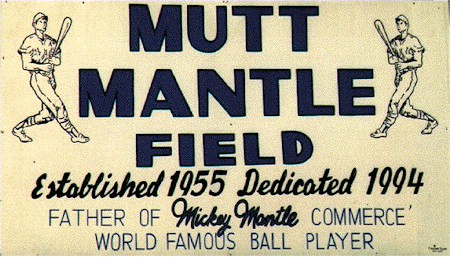 MUTT
MANTLE
FIELD
Established 1955 Dedicated 1994
FATHER OF Mickey Mantle COMMERCE'
WORLD FAMOUS BALL PLAYER